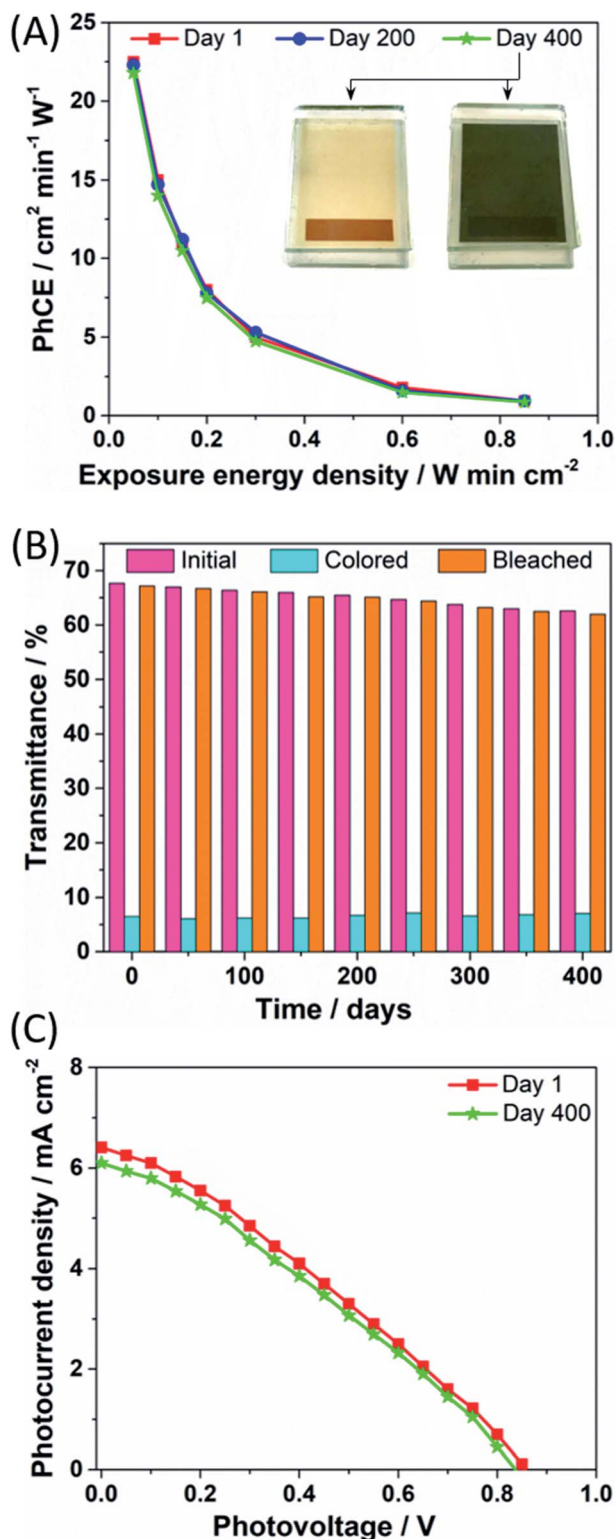 (A)
Day 1 Day 200 Day 400
25
20
15
10
5
0
PhCE / cm² min⁻¹ W⁻¹
0.0 0.2 0.4 0.6 0.8 1.0
Exposure energy density / W min cm⁻²
(B)
Initial Colored Bleached
70
60
50
40
30
20
10
0
Transmittance / %
0 100 200 300 400
Time / days
(C)
Day 1
Day 400
8
6
4
2
0
Photocurrent density / mA cm⁻²
0.0 0.2 0.4 0.6 0.8 1.0
Photovoltage / V